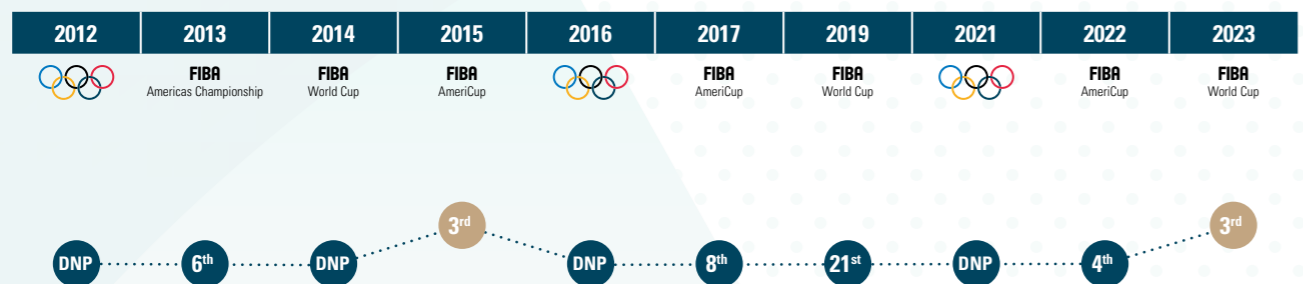 2012 2013 2014 2015 2016 2017 2019 2021 2022 2023
FIBA FIBA FIBA FIBA FIBA FIBA FIBA
Americas Championship World Cup AmeriCup AmeriCup World Cup AmeriCup World Cup
3rd 3rd
DNP 6th DNP DNP 8th 21st DNP 4th